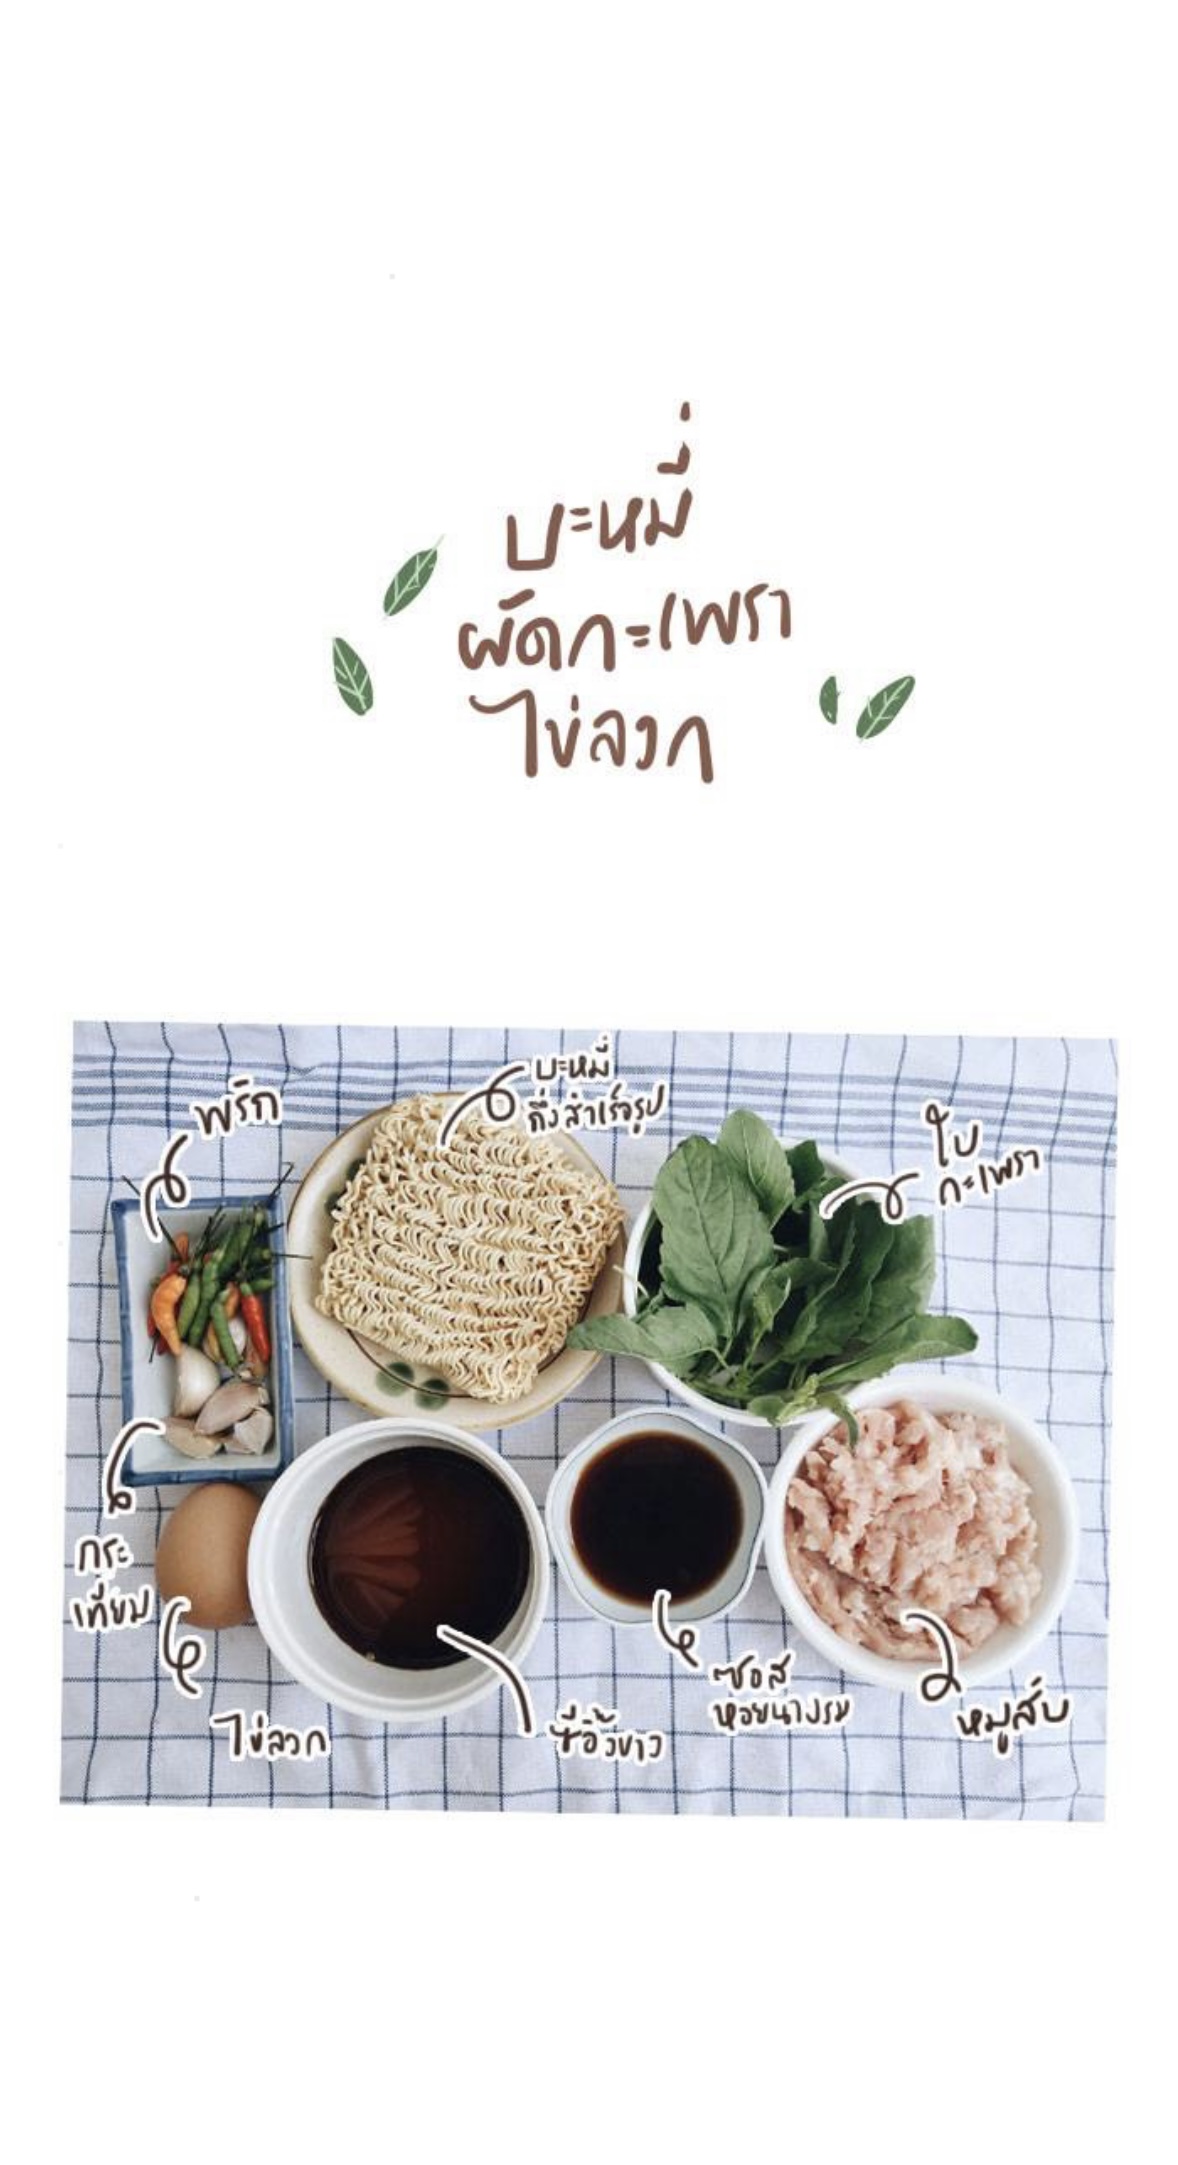 บะหมี่
ผัดกะเพรา
ไข่ลวก
บะหมี่
กึ่งสำเร็จรูป
พริก
ใบ
กะเพรา
กระ
เทียม
ไข่ลวก
ซีอิ๊วขาว
ซอส
หอยนางรม
หมูสับ